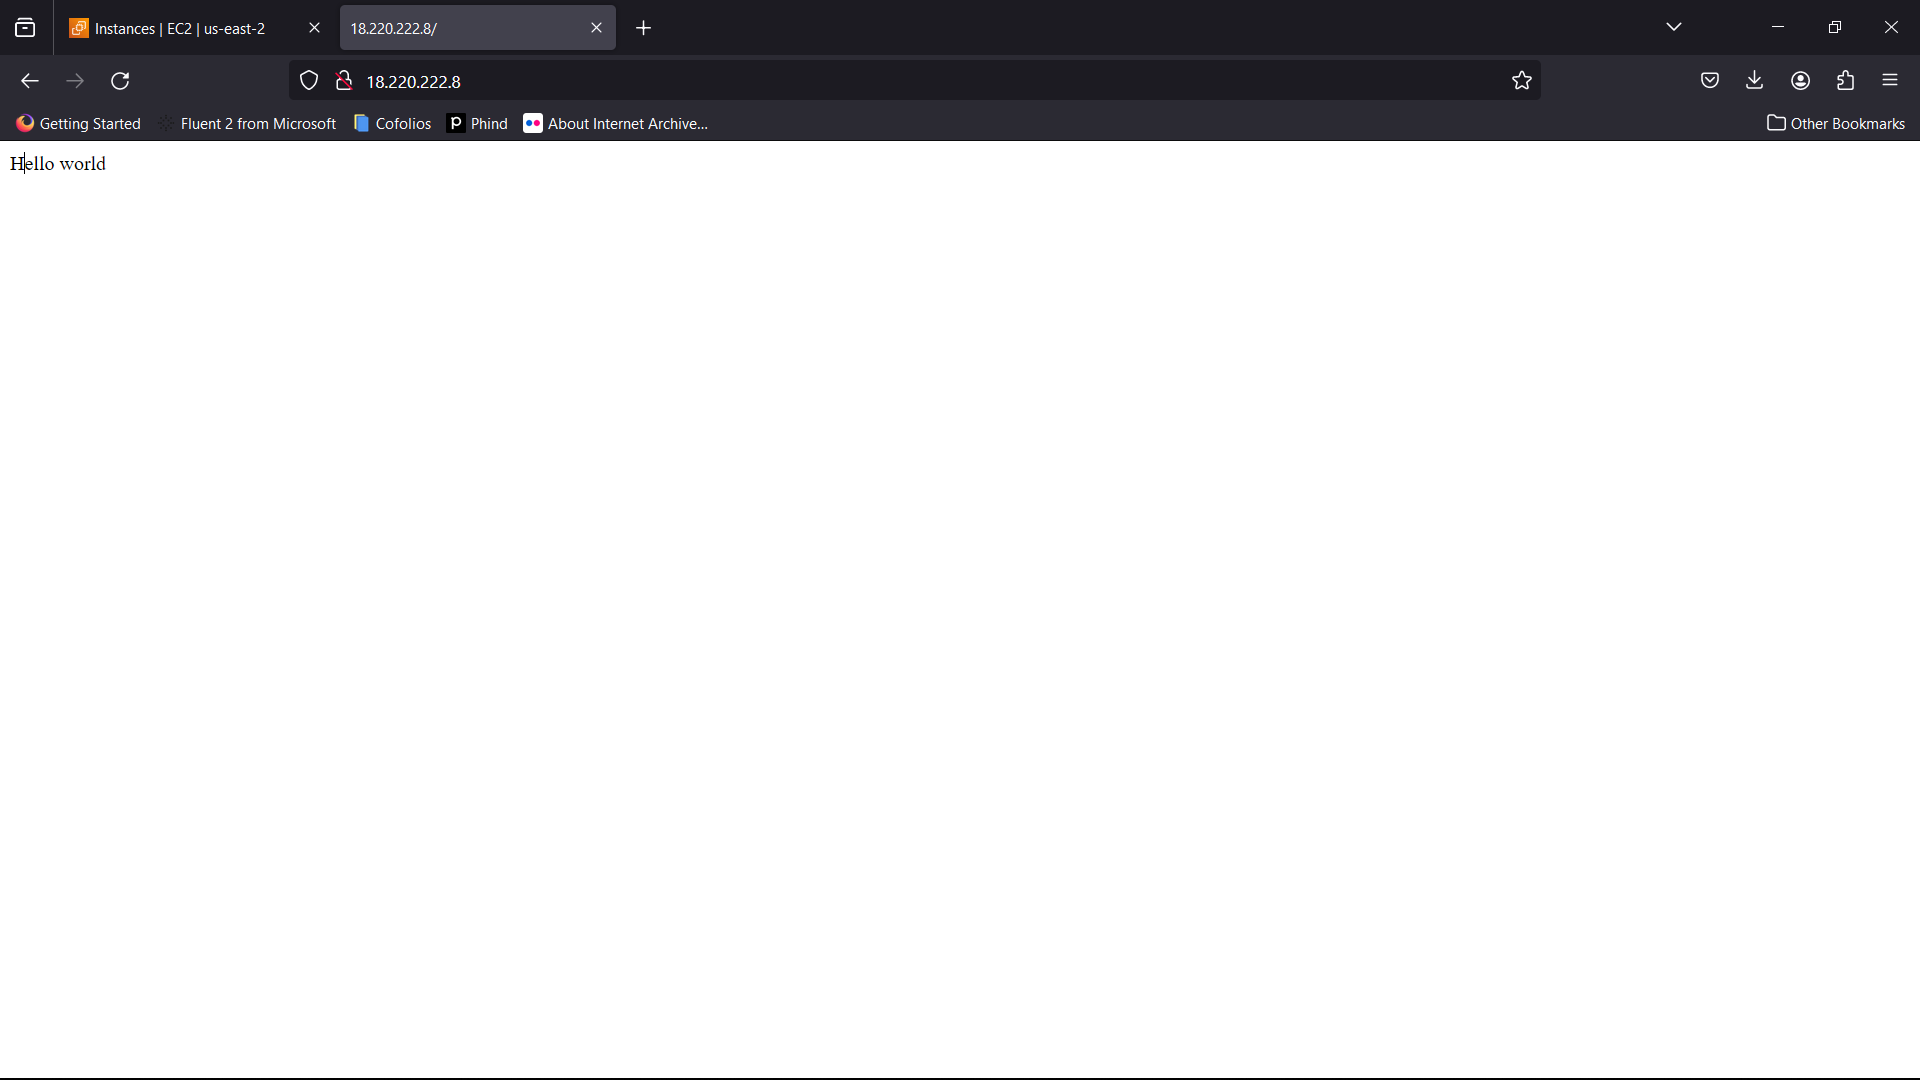 Instances | EC2 | us-east-2
18.220.222.8/
18.220.222.8
Getting Started
Fluent 2 from Microsoft
Cofolios
p Phind
About Internet Archive...
Other Bookmarks
Hello world